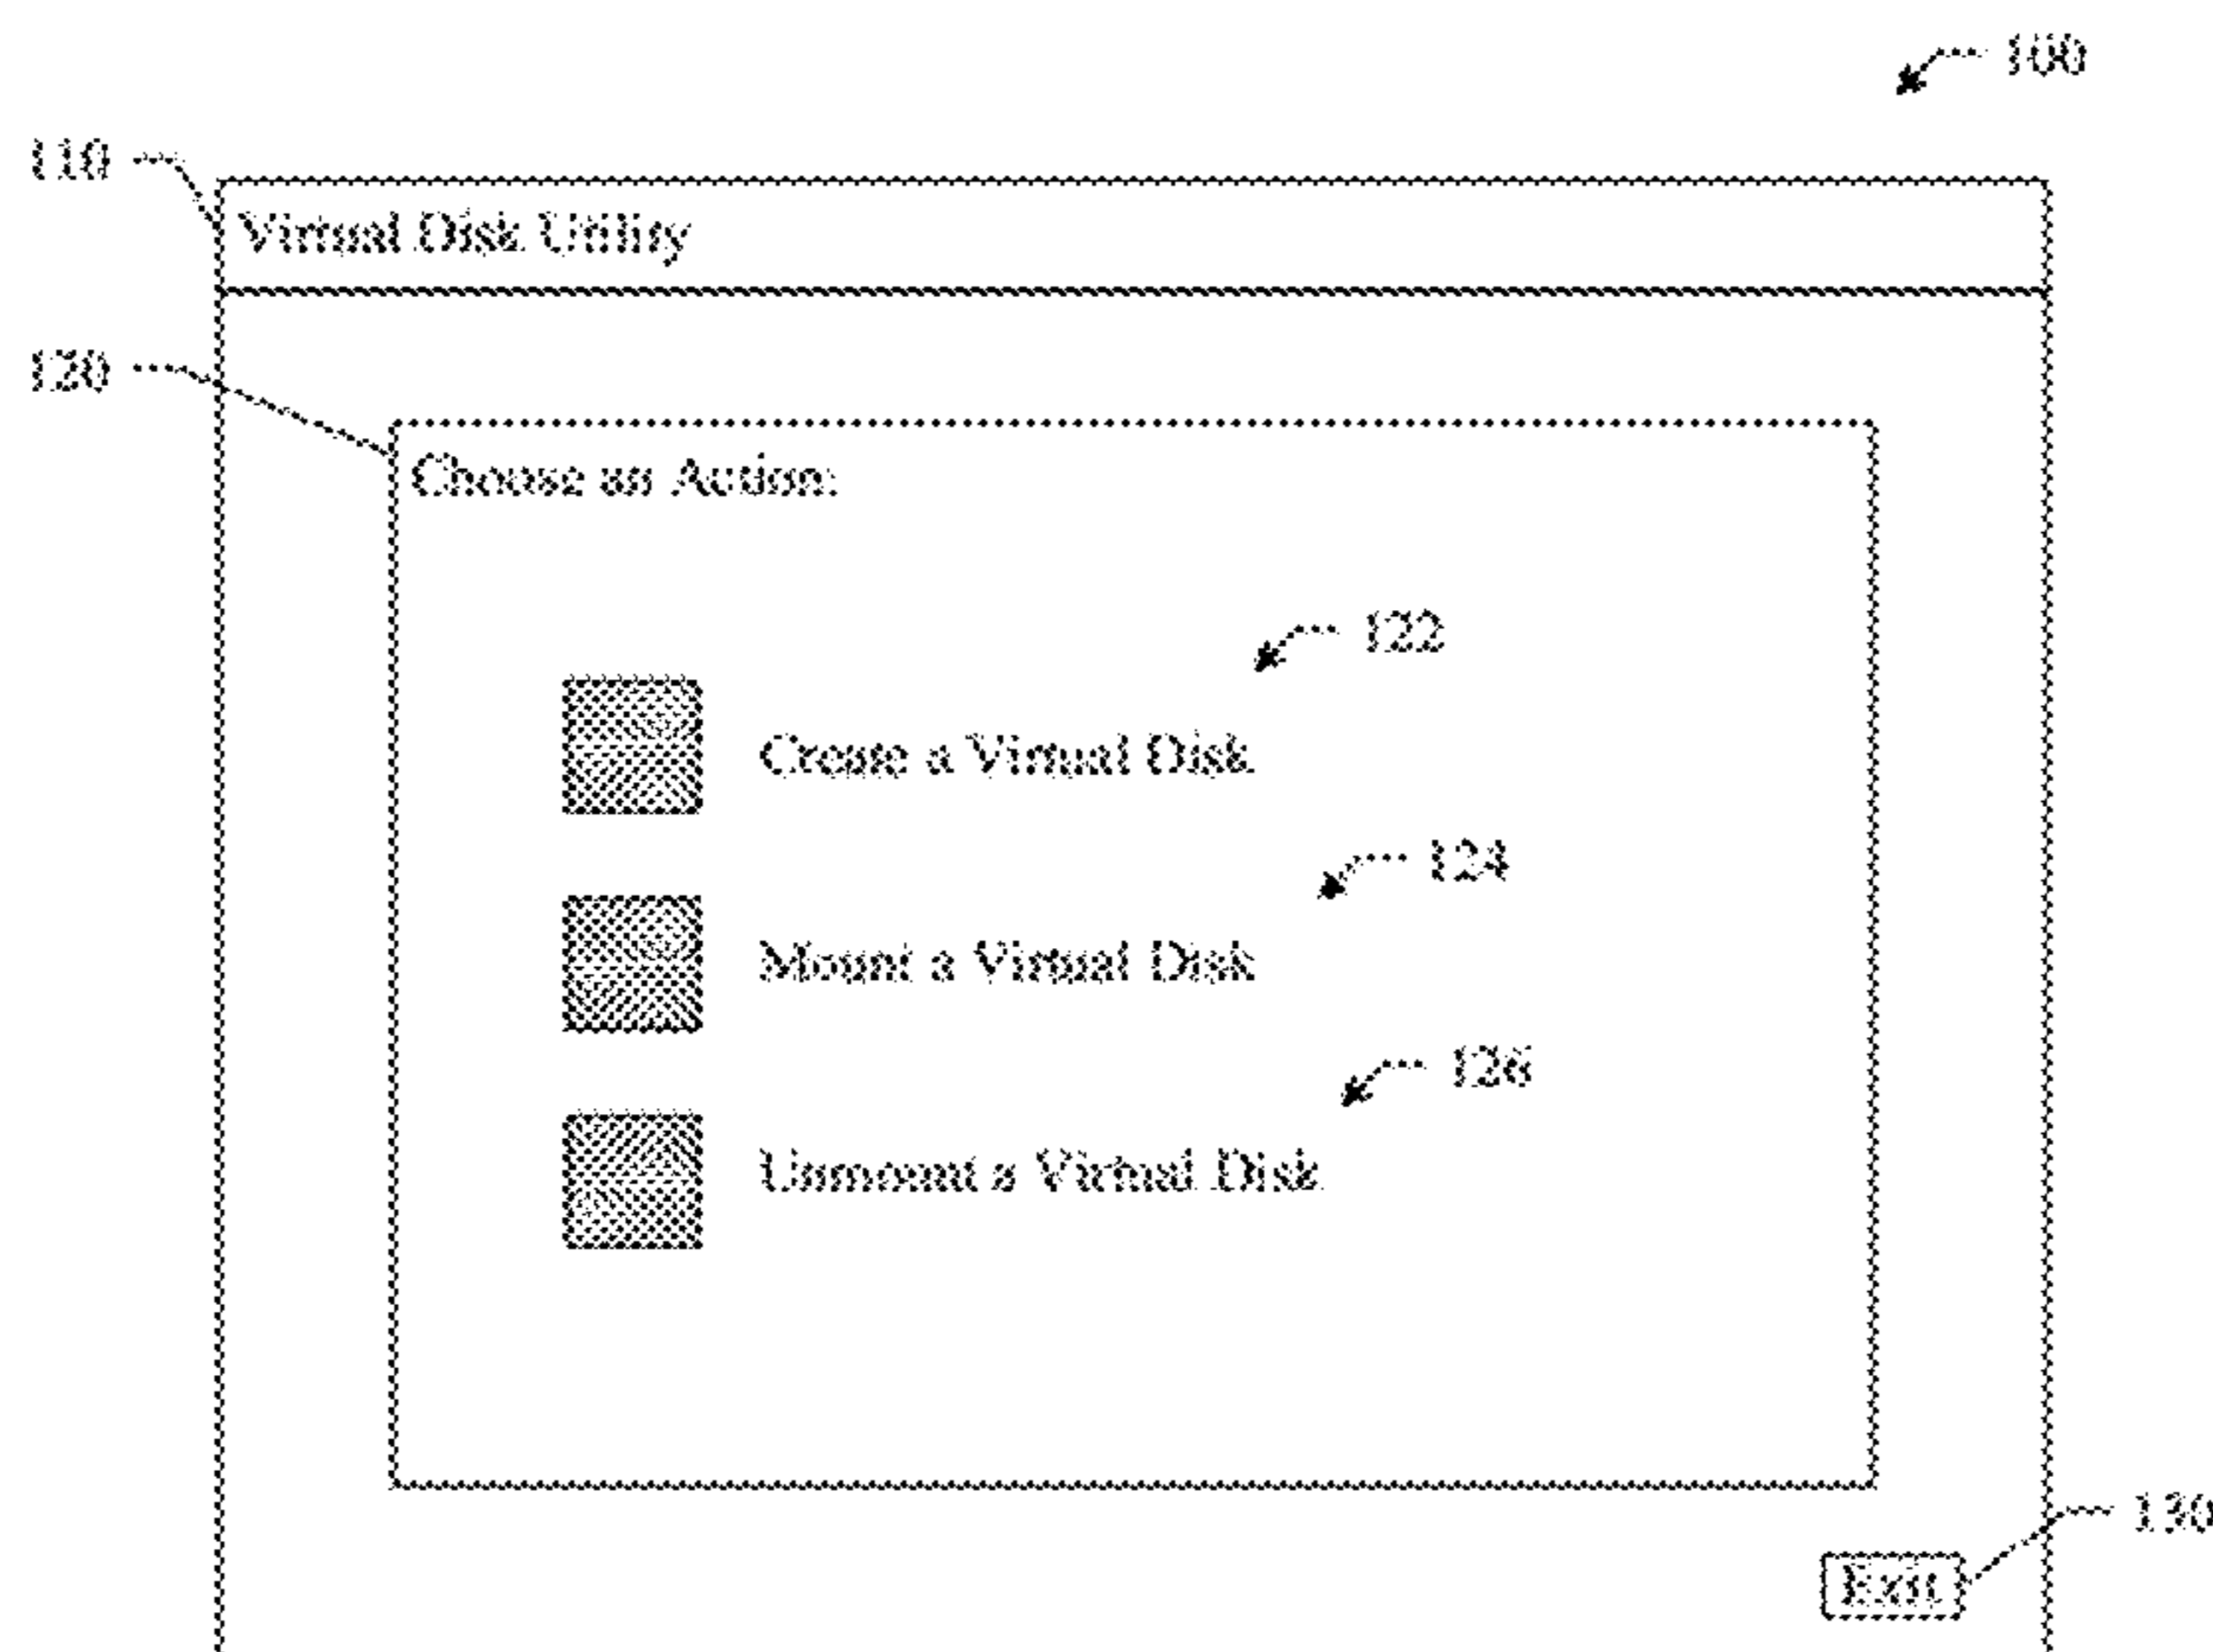 100
110
Virtual Disk Utility
120
Choose an Action:
122
Create a Virtual Disk
124
Mount a Virtual Disk
126
Unmount a Virtual Disk
130
Exit